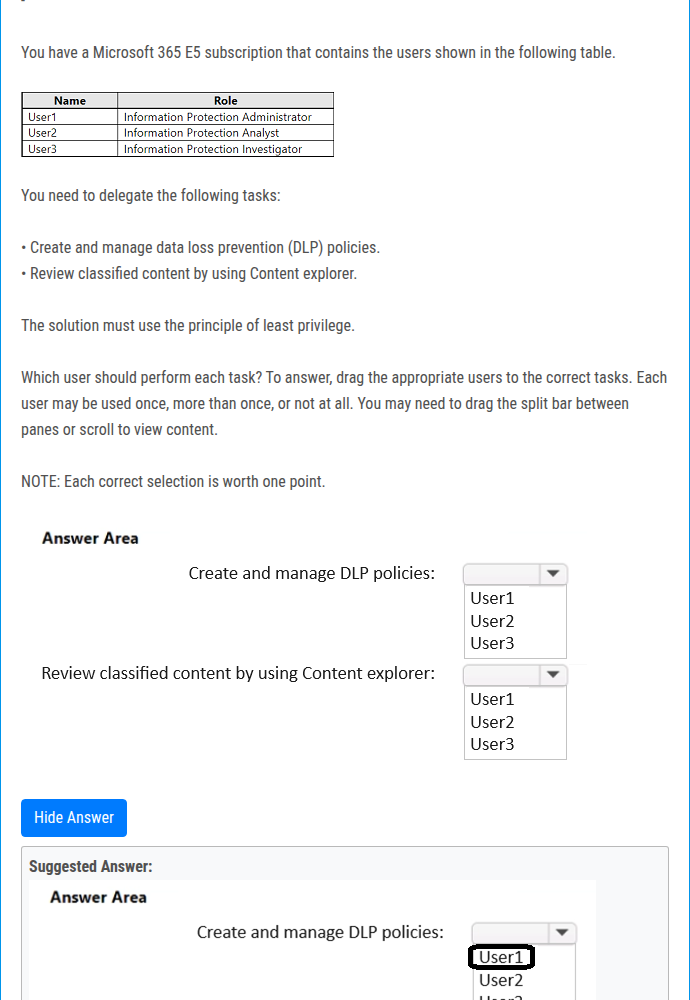 You have a Microsoft 365 E5 subscription that contains the users shown in the following table.
Name Role
User1 Information Protection Administrator
User2 Information Protection Analyst
User3 Information Protection Investigator
You need to delegate the following tasks:
• Create and manage data loss prevention (DLP) policies.
• Review classified content by using Content explorer.
The solution must use the principle of least privilege.
Which user should perform each task? To answer, drag the appropriate users to the correct tasks. Each
user may be used once, more than once, or not at all. You may need to drag the split bar between
panes or scroll to view content.
NOTE: Each correct selection is worth one point.
Answer Area
Create and manage DLP policies:
User1
User2
User3
Review classified content by using Content explorer:
User1
User2
User3
Hide Answer
Suggested Answer:
Answer Area
Create and manage DLP policies:
User1
User2